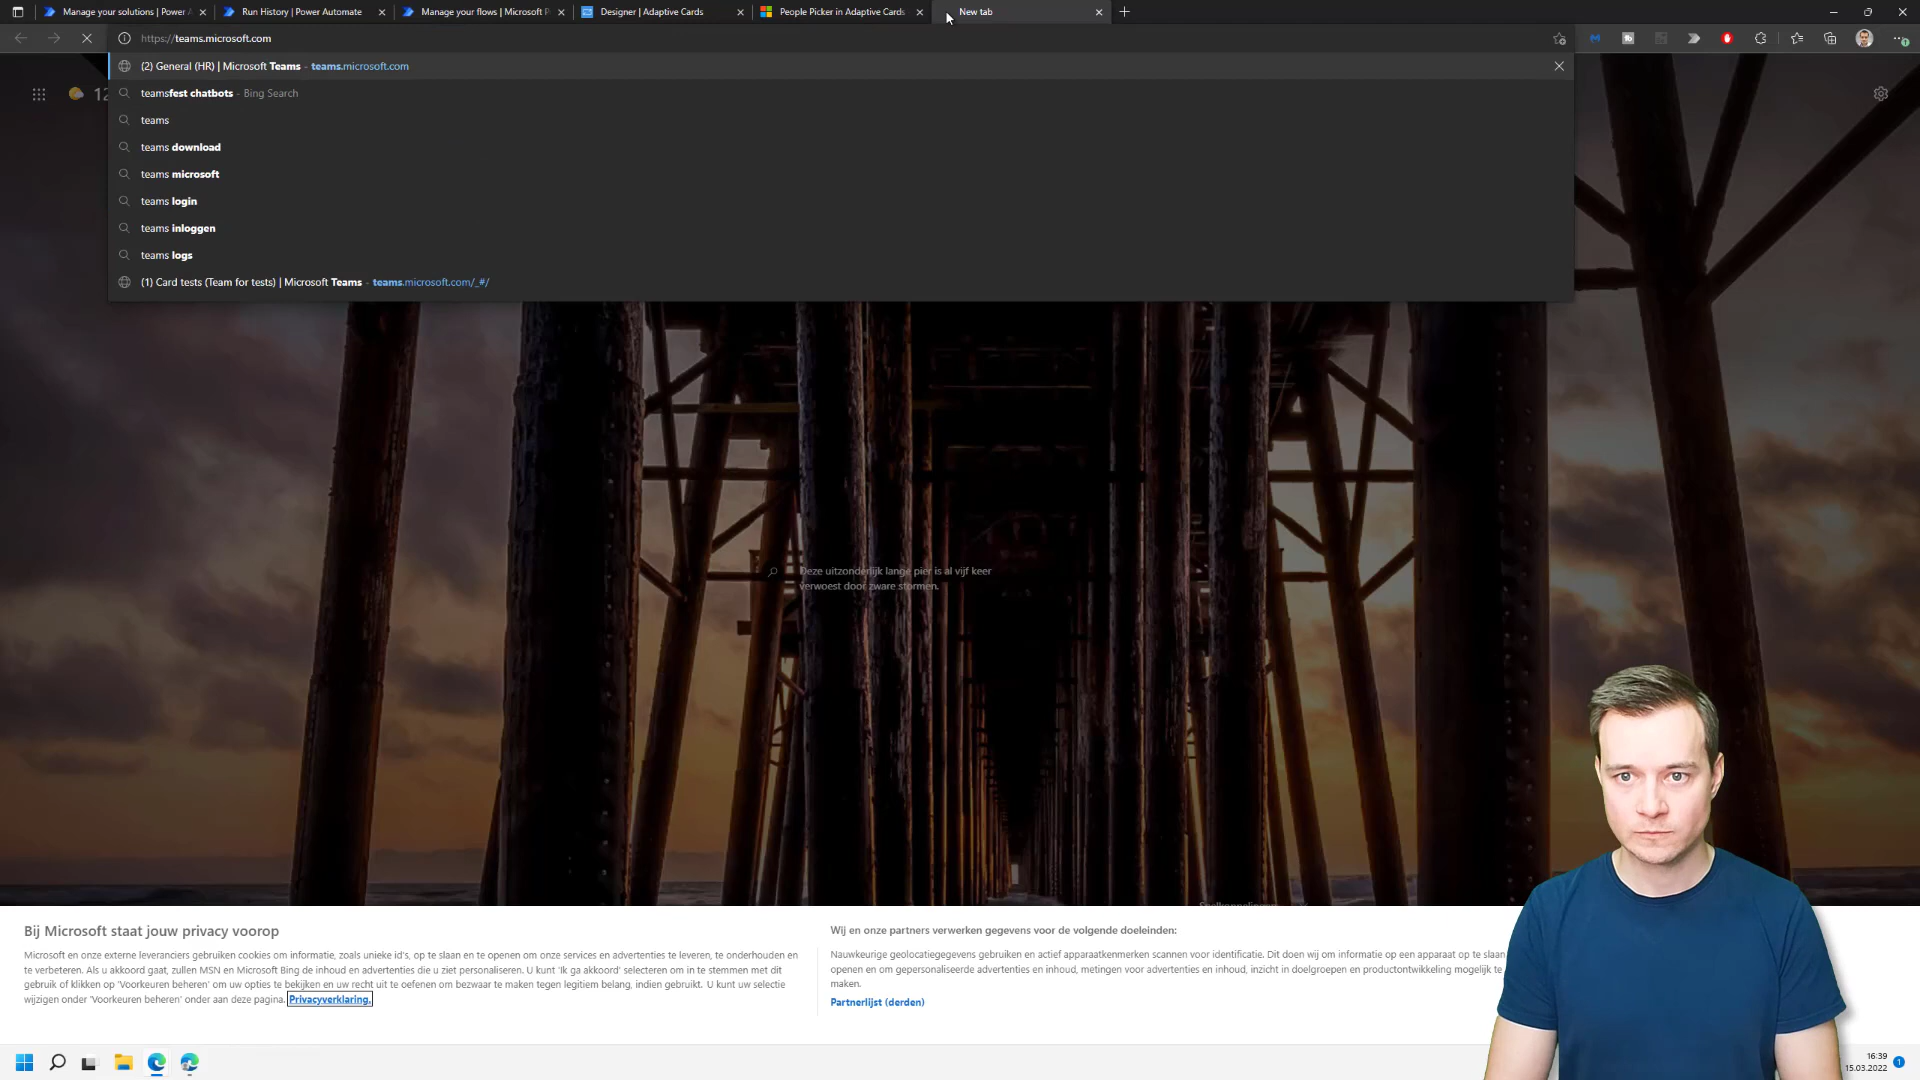 Manage your solutions | Power A
Run History | Power Automate
Manage your flows | Microsoft P
Designer | Adaptive Cards
People Picker in Adaptive Cards
New tab
https://teams.microsoft.com
(2) General (HR) | Microsoft Teams - teams.microsoft.com
teamsfest chatbots - Bing Search
teams
teams download
teams microsoft
teams login
teams inloggen
teams logs
(1) Card tests (Team for tests) | Microsoft Teams - teams.microsoft.com/_#/
12
Deze uitzonderlijk lange pier is al vijf keer
verwoest door zware stormen.
Bij Microsoft staat jouw privacy voorop
Microsoft en onze externe leveranciers gebruiken cookies om informatie, zoals unieke id's, op te slaan en te openen om onze services en advertenties te leveren, te onderhouden en
te verbeteren. Als u akkoord gaat, zullen MSN en Microsoft Bing de inhoud en advertenties die u ziet personaliseren. U kunt 'Ik ga akkoord' selecteren om in te stemmen met dit
gebruik of klikken op 'Voorkeuren beheren' om uw opties te bekijken en uw recht uit te oefenen om bezwaar te maken tegen legitiem belang, indien gebruikt. U kunt uw selectie
wijzigen onder 'Voorkeuren beheren' onder aan deze pagina. Privacyverklaring.
Wij en onze partners verwerken gegevens voor de volgende doeleinden:
Nauwkeurige geolocatiegegevens gebruiken en actief apparaatkenmerken scannen voor identificatie. Dit doen wij om informatie op een apparaat op te slaan
openen en om gepersonaliseerde advertenties en inhoud, metingen voor advertenties en inhoud, inzicht in doelgroepen en productontwikkeling mogelijk te
maken.
Partnerlijst (derden)
16:39
15.03.2022
1